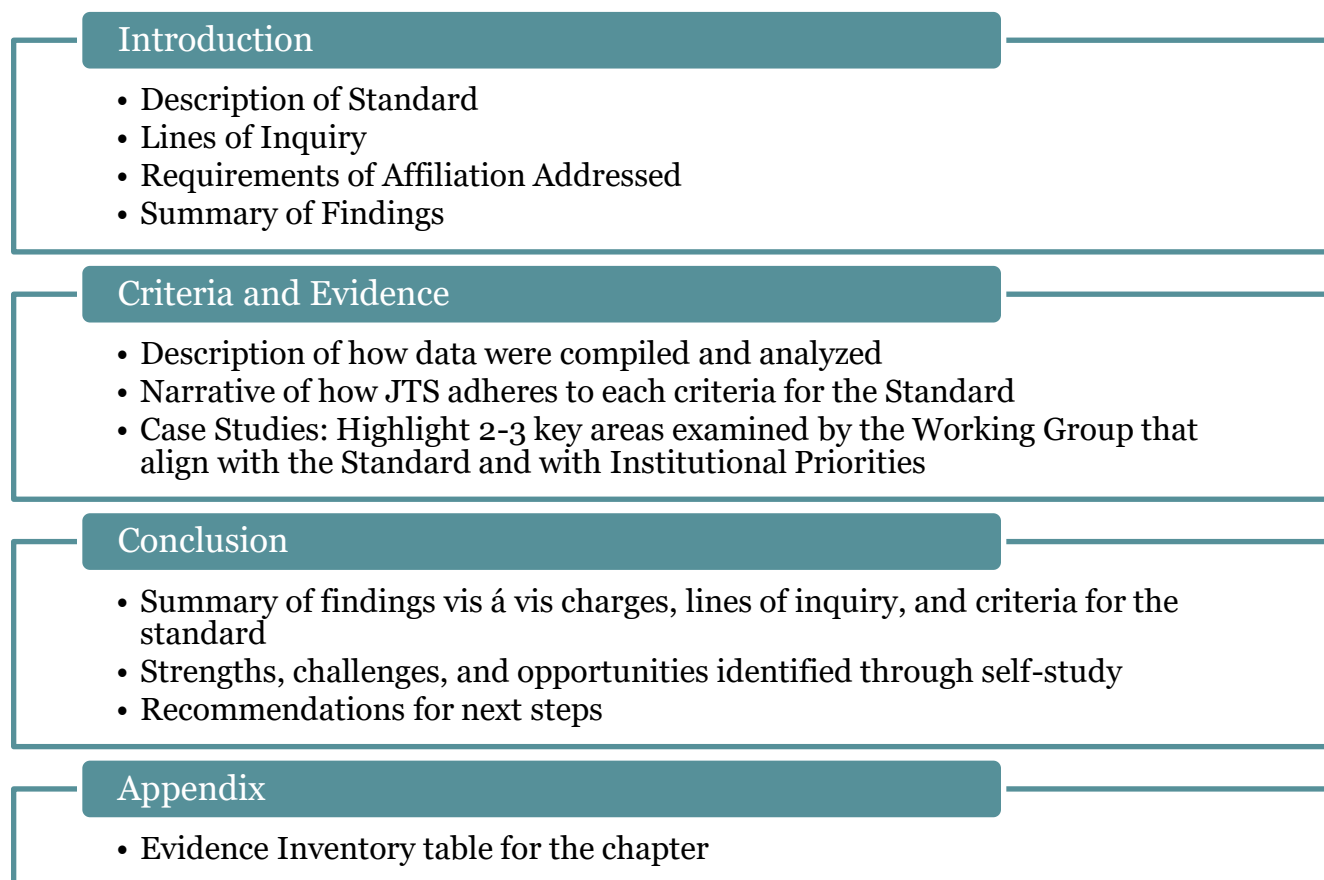 Introduction
• Description of Standard
• Lines of Inquiry
• Requirements of Affiliation Addressed
• Summary of Findings
Criteria and Evidence
• Description of how data were compiled and analyzed
• Narrative of how JTS adheres to each criteria for the Standard
• Case Studies: Highlight 2-3 key areas examined by the Working Group that
align with the Standard and with Institutional Priorities
Conclusion
• Summary of findings vis á vis charges, lines of inquiry, and criteria for the
standard
• Strengths, challenges, and opportunities identified through self-study
• Recommendations for next steps
Appendix
• Evidence Inventory table for the chapter